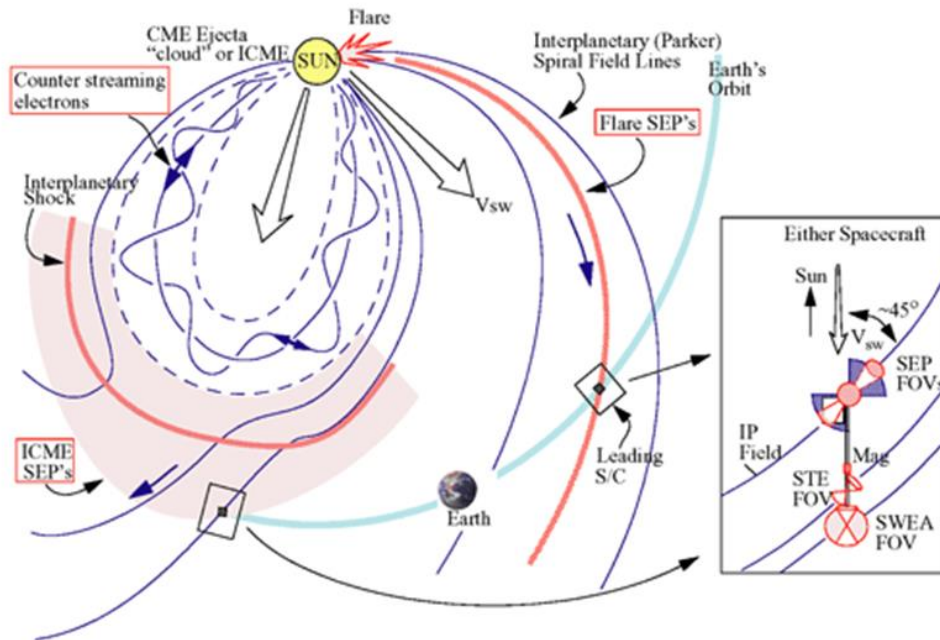 Flare
CME Ejecta
“cloud” or ICME
SUN
Interplanetary (Parker)
Spiral Field Lines
Earth's
Orbit
Counter streaming
electrons
Flare SEP's
Interplanetary
Shock
Vsw
Either Spacecraft
Sun
~45°
Vsw
SEP
FOVs
IP
Field
Mag
STE
FOV
SWEA
FOV
ICME
SEP's
Leading
S/C
Earth